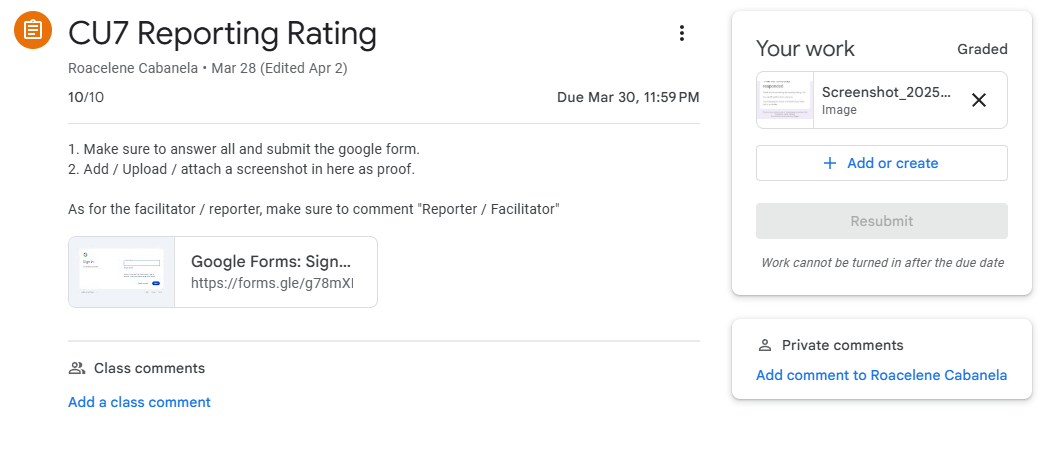 CU7 Reporting Rating
Roacelene Cabanela • Mar 28 (Edited Apr 2)
10/10
Due Mar 30, 11:59 PM
1. Make sure to answer all and submit the google form.
2. Add / Upload / attach a screenshot in here as proof.
As for the facilitator / reporter, make sure to comment "Reporter / Facilitator"
Google Forms: Sign...
https://forms.gle/g78mX
Class comments
Add a class comment
Your work
Graded
Screenshot_2025...
Image
+ Add or create
Resubmit
Work cannot be turned in after the due date
Private comments
Add comment to Roacelene Cabanela